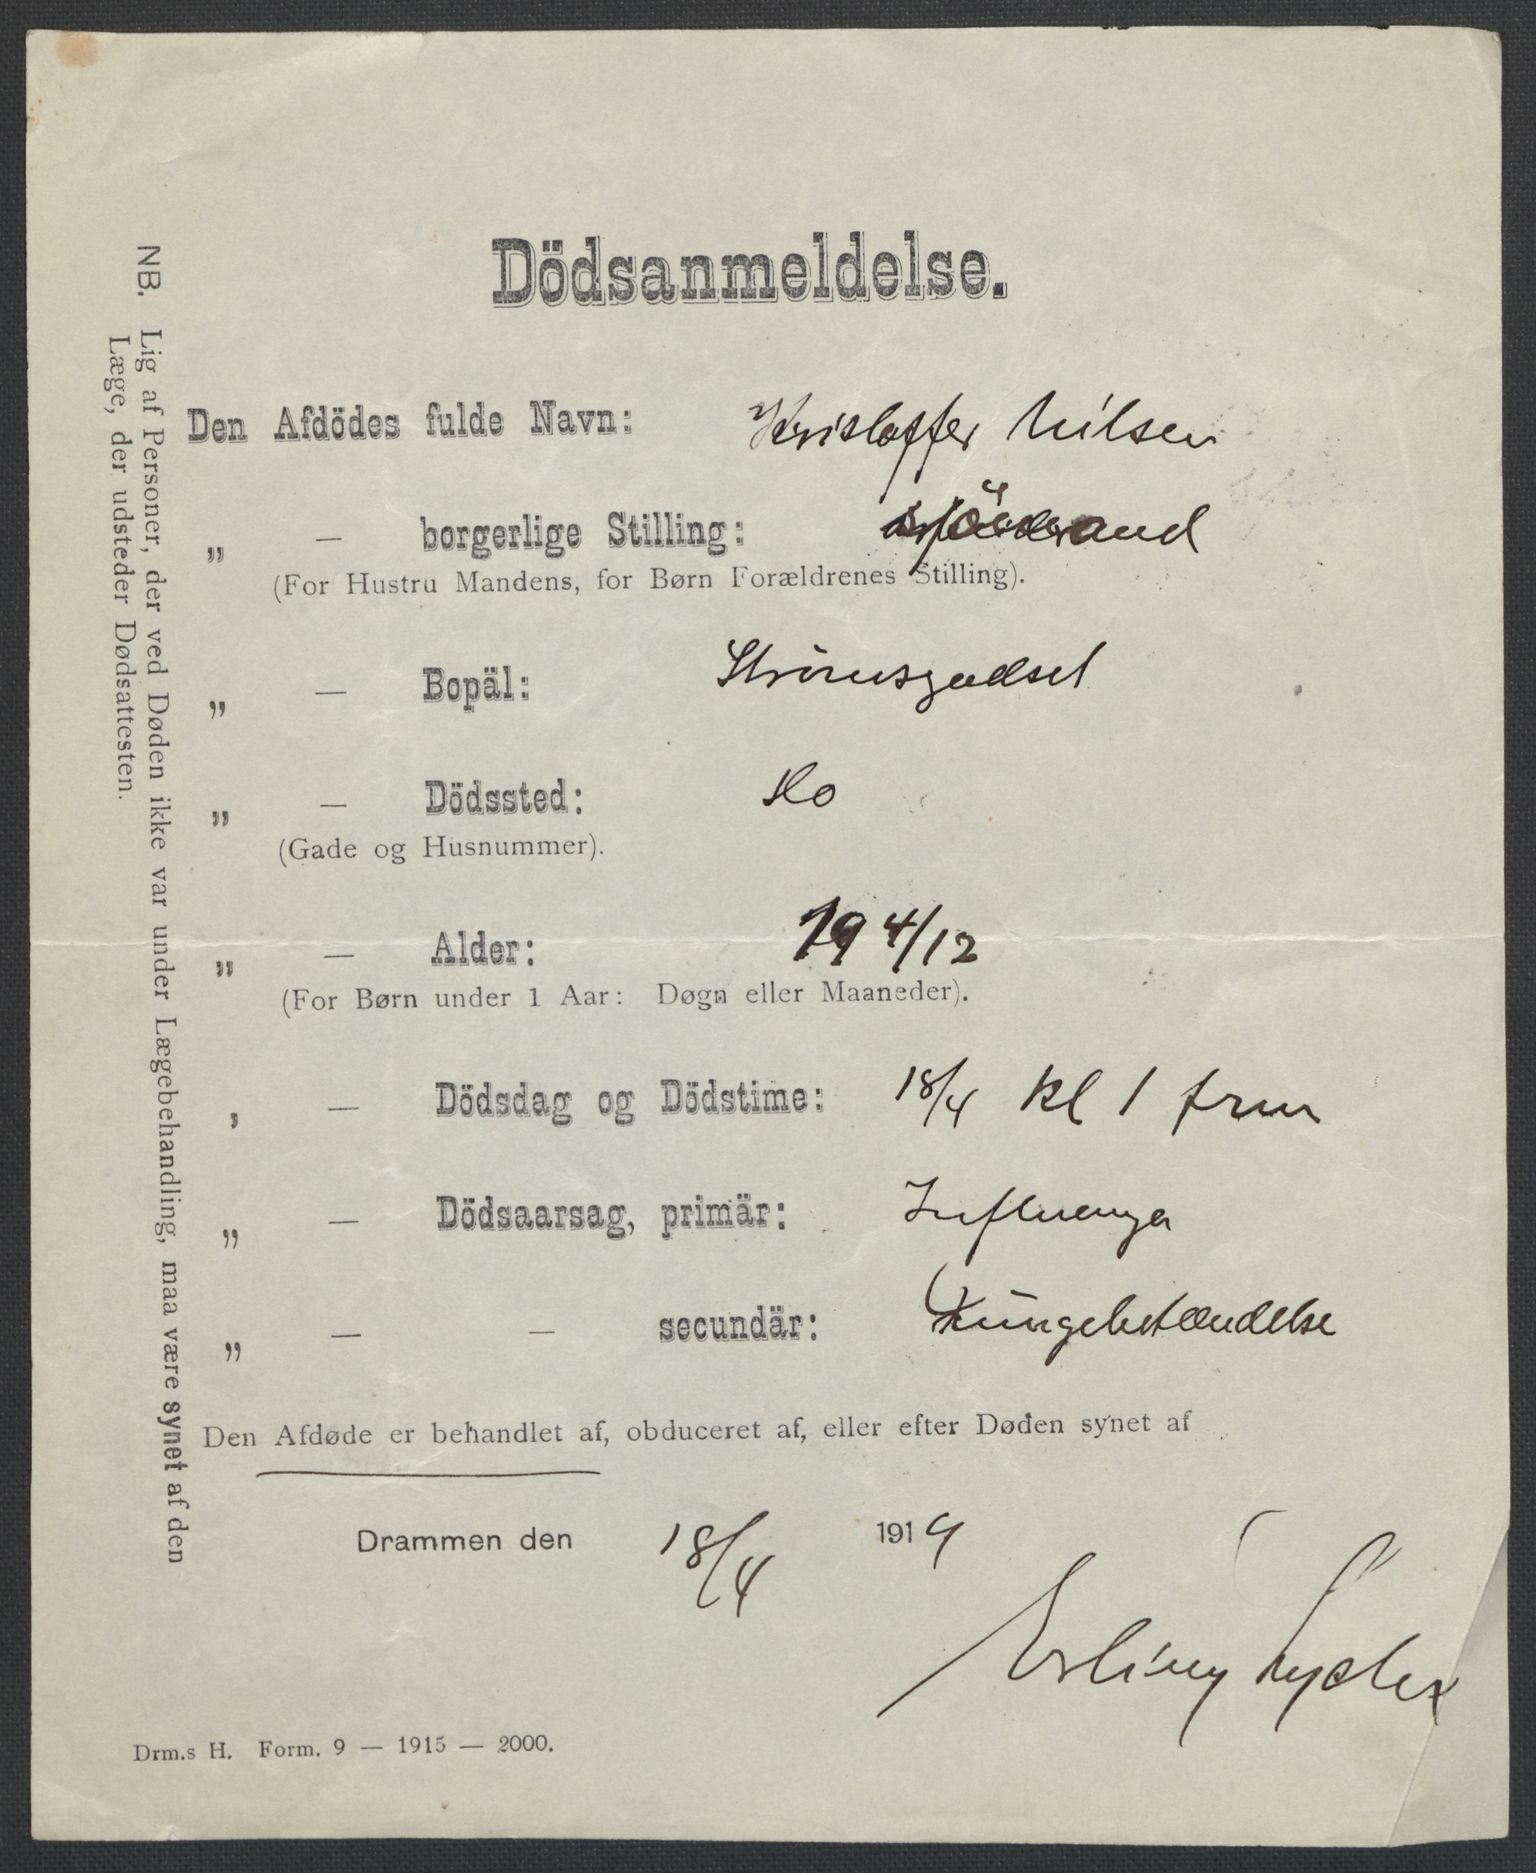 Dödsanmeldelse.
Den Afdödes fulde Navn: Kristoffer Nilsen
„ — borgerlige Stilling:
(For Hustru Mandens, for Børn Forældrenes Stilling).
„ — Bopäl: Strømsgodset
„ — Dödssted: do
(Gade og Husnummer).
„ — Alder: 19 4/12
(For Børn under 1 Aar: Døgn eller Maaneder).
, — Dödsdag og Dödstime: 18/4 kl 1 frm
„ — Dödsaarsag, primär: Influenza
„ — — secundär: Lungebetændelse
Den Afdøde er behandlet af, obduceret af, eller efter Døden synet af
Drammen den 18/4 1919
Erling
Drm.s H. Form. 9 — 1915 — 2000.
NB. Lig af Personer, der ved Døden ikke var under Lægebehandling, maa være synet af den
Læge, der udsteder Dødsattesten.